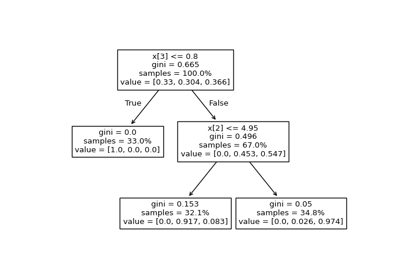 x[3] <= 0.8
gini = 0.665
samples = 100.0%
value = [0.33, 0.304, 0.366]
True
False
gini = 0.0
samples = 33.0%
value = [1.0, 0.0, 0.0]
x[2] <= 4.95
gini = 0.496
samples = 67.0%
value = [0.0, 0.453, 0.547]
gini = 0.153
samples = 32.1%
value = [0.0, 0.917, 0.083]
gini = 0.05
samples = 34.8%
value = [0.0, 0.026, 0.974]